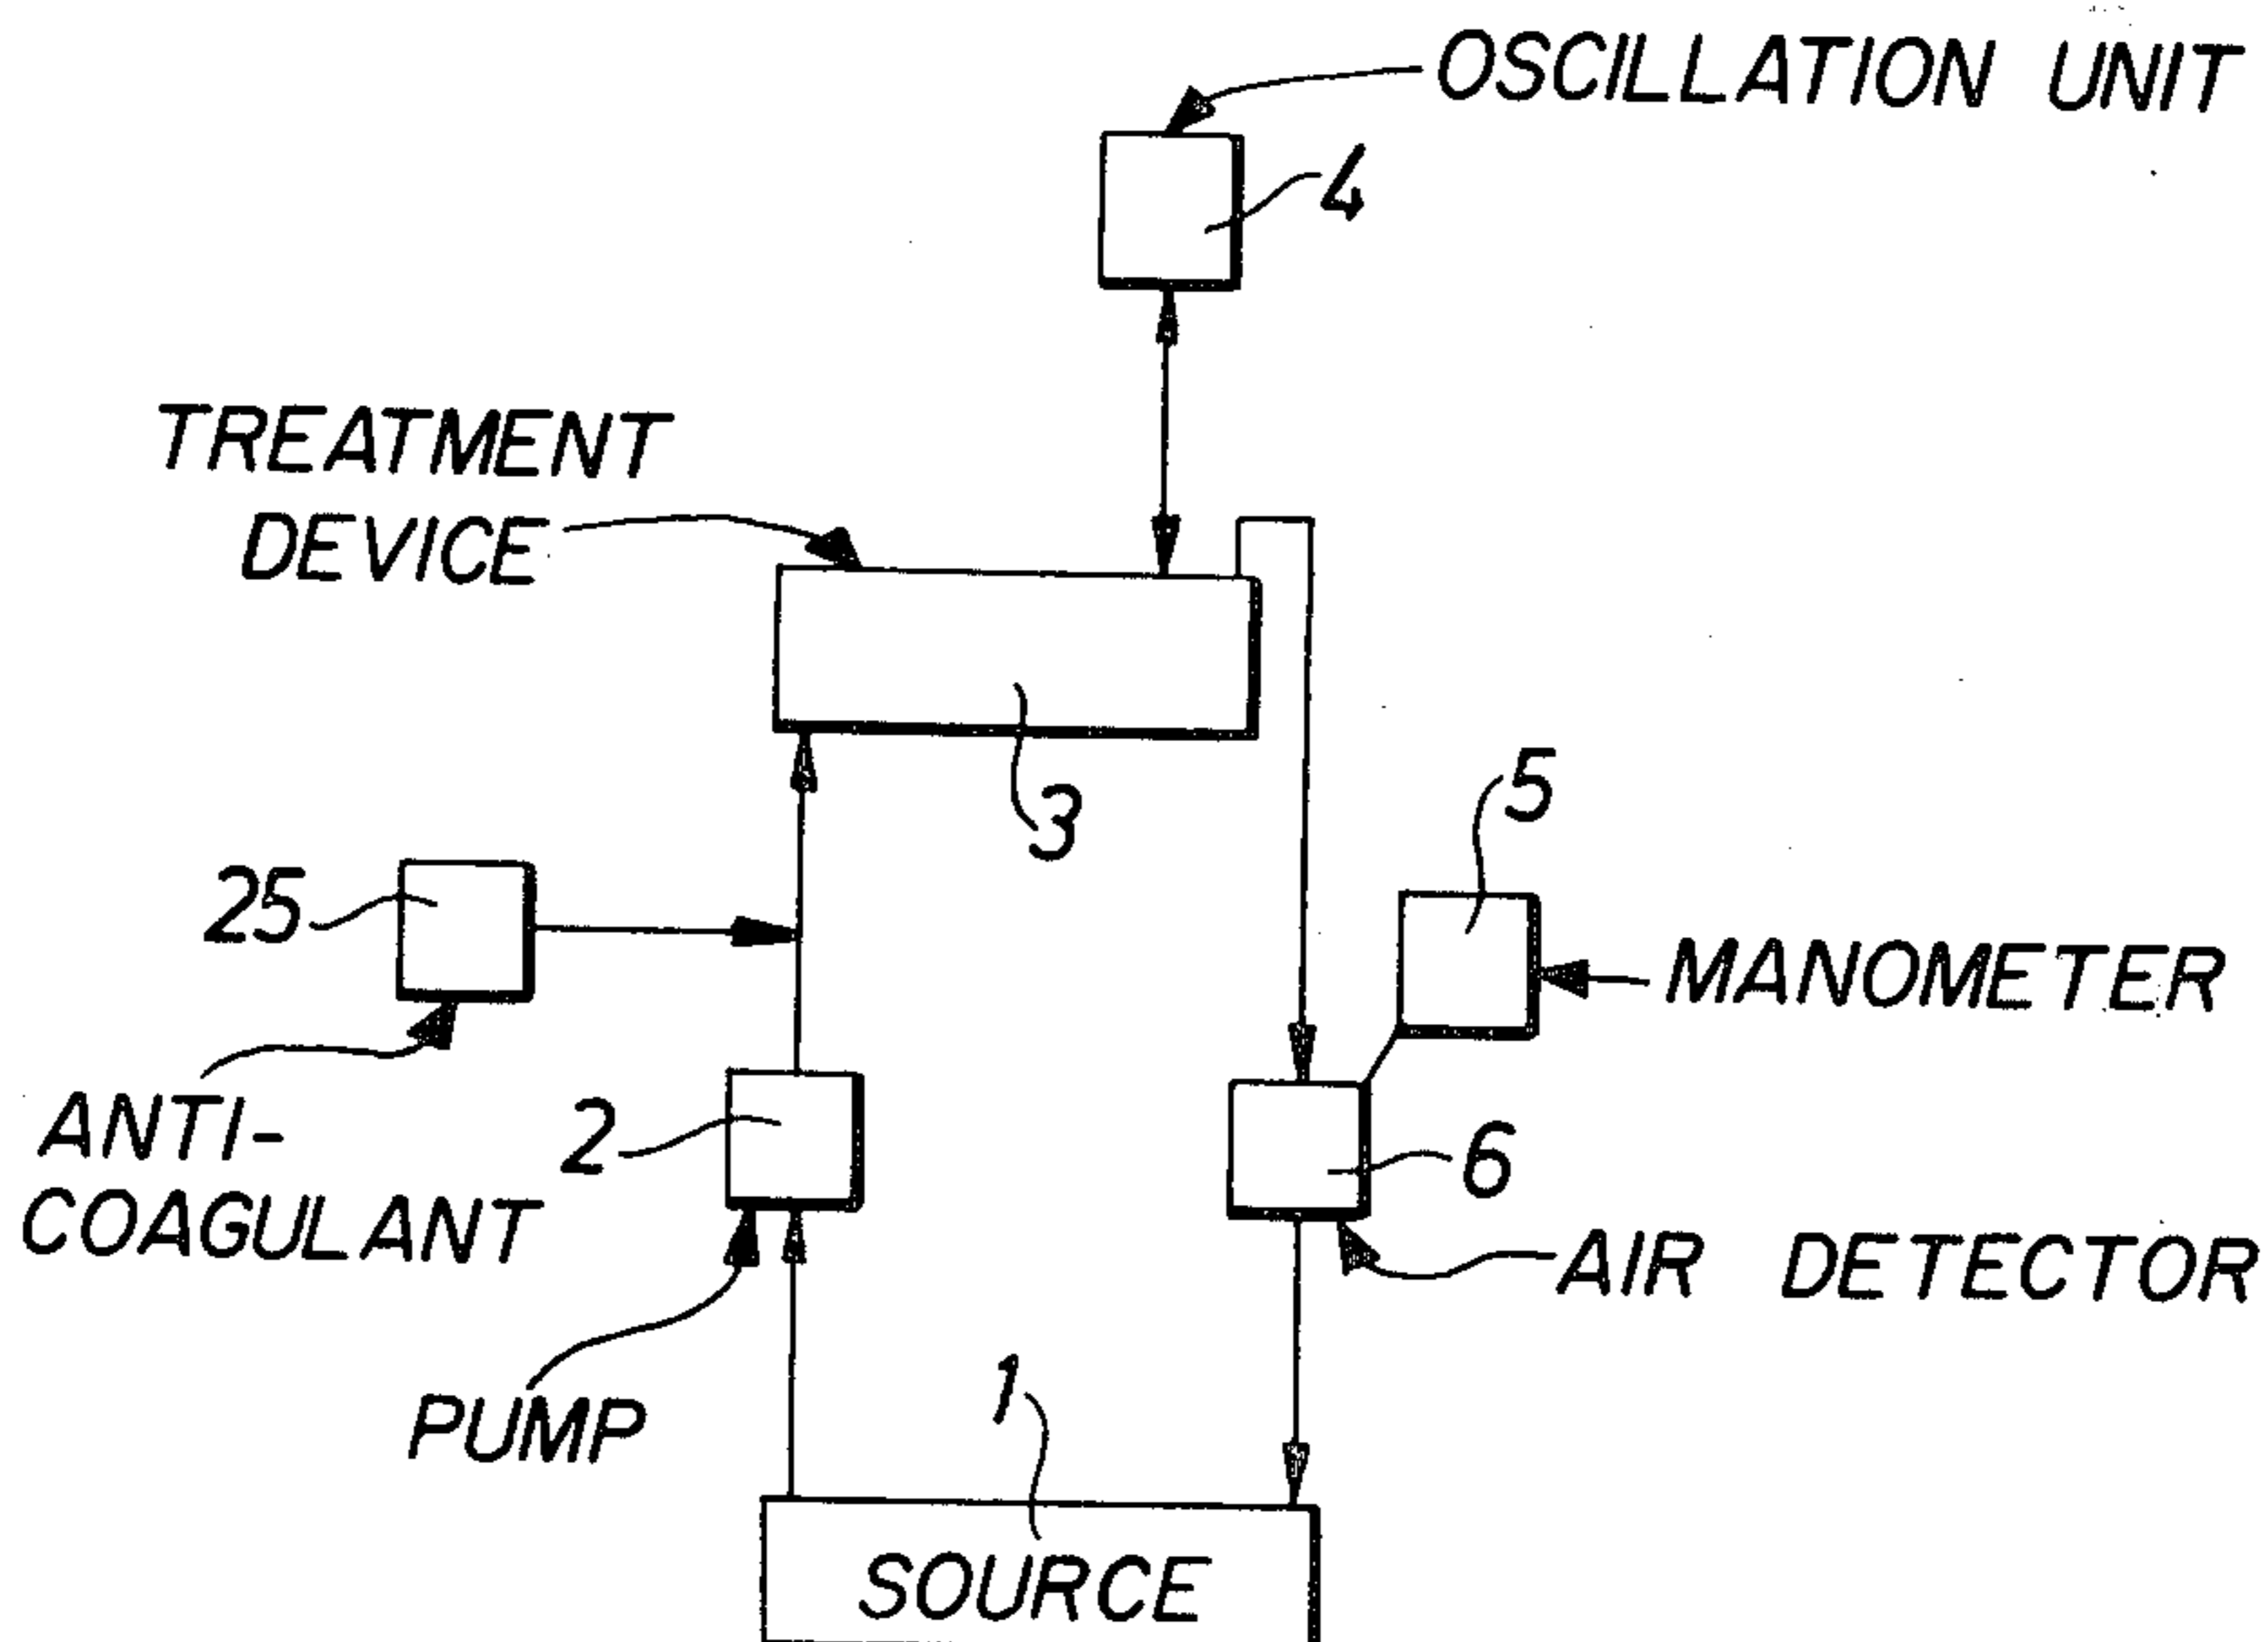 OSCILLATION UNIT
4
TREATMENT
DEVICE
3
5
25
MANOMETER
ANTI-
COAGULANT
2
6
AIR DETECTOR
PUMP
1
SOURCE